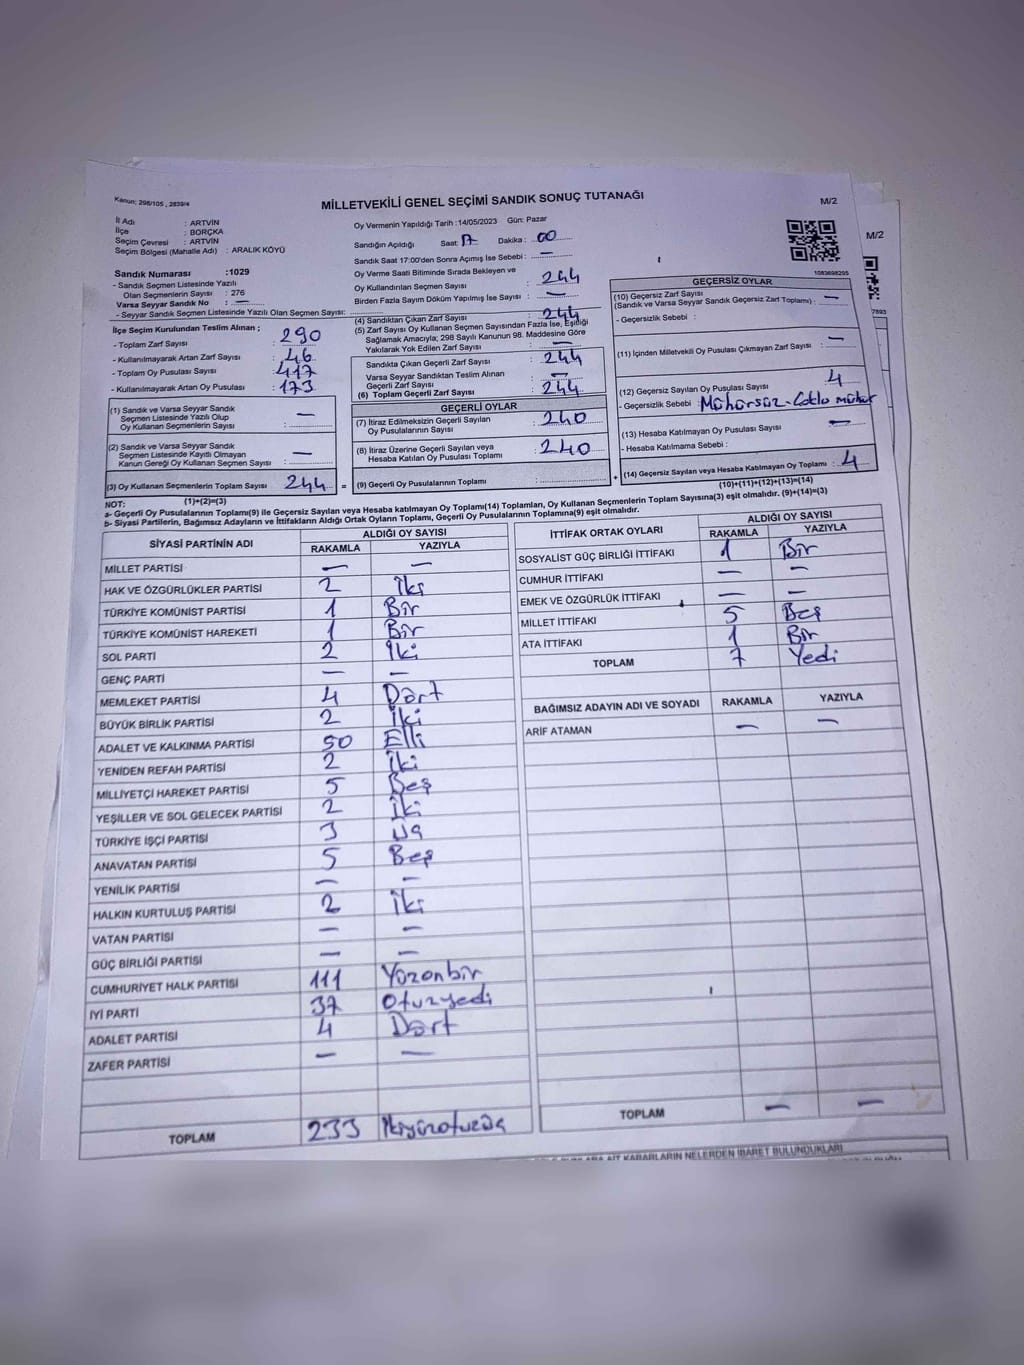 Kanun; 298/105 , 2839/4
MİLLETVEKİLİ GENEL SEÇİMİ SANDIK SONUÇ TUTANAĞI
M/2
M/2
İl Adı : ARTVİN
İlçe : BORÇKA
Seçim Çevresi : ARTVİN
Seçim Bölgesi (Mahalle Adı) : ARALIK KÖYÜ
Sandık Numarası :1029
- Sandık Seçmen Listesinde Yazılı
Olan Seçmenlerin Sayısı : 276
Varsa Seyyar Sandık No : —
- Seyyar Sandık Seçmen Listesinde Yazılı Olan Seçmen Sayısı:
İlçe Seçim Kurulundan Teslim Alınan ;
- Toplam Zarf Sayısı : 290
- Kullanılmayarak Artan Zarf Sayısı : 46
- Toplam Oy Pusulası Sayısı : 417
- Kullanılmayarak Artan Oy Pusulası : 173
(1) Sandık ve Varsa Seyyar Sandık
Seçmen Listesinde Yazılı Olup
Oy Kullanan Seçmenlerin Sayısı : —
(2) Sandık ve Varsa Seyyar Sandık
Seçmen Listesinde Kayıtlı Olmayan
Kanun Gereği Oy Kullanan Seçmen Sayısı : —
(3) Oy Kullanan Seçmenlerin Toplam Sayısı : 244 =
(1)+(2)=(3)
Oy Vermenin Yapıldığı Tarih :14/05/2023 Gün: Pazar
Sandığın Açıldığı Saat: 17 Dakika : 00
Sandık Saat 17:00'den Sonra Açımış İse Sebebi : —
Oy Verme Saati Bitiminde Sırada Bekleyen ve
Oy Kullandırılan Seçmen Sayısı : 244
Birden Fazla Sayım Döküm Yapılmış İse Sayısı : —
(4) Sandıktan Çıkan Zarf Sayısı : 244
(5) Zarf Sayısı Oy Kullanan Seçmen Sayısından Fazla İse, Eşitliği
Sağlamak Amacıyla; 298 Sayılı Kanunun 98. Maddesine Göre
Yakılarak Yok Edilen Zarf Sayısı : —
Sandıkta Çıkan Geçerli Zarf Sayısı : 244
Varsa Seyyar Sandıktan Teslim Alınan
Geçerli Zarf Sayısı : —
(6) Toplam Geçerli Zarf Sayısı : 244
GEÇERLİ OYLAR
(7) İtiraz Edilmeksizin Geçerli Sayılan
Oy Pusulalarının Sayısı : 240
(8) İtiraz Üzerine Geçerli Sayılan veya
Hesaba Katılan Oy Pusulası Toplamı : 240
(9) Geçerli Oy Pusulalarının Toplamı : +
1083698295
GEÇERSİZ OYLAR
(10) Geçersiz Zarf Sayısı
(Sandık ve Varsa Seyyar Sandık Geçersiz Zarf Toplamı) : —
- Geçersizlik Sebebi :
(11) İçinden Milletvekili Oy Pusulası Çıkmayan Zarf Sayısı : —
(12) Geçersiz Sayılan Oy Pusulası Sayısı : 4
- Geçersizlik Sebebi : Mühürsüz - Çoklu mühür
(13) Hesaba Katılmayan Oy Pusulası Sayısı : —
- Hesaba Katılmama Sebebi :
(14) Geçersiz Sayılan veya Hesaba Katılmayan Oy Toplamı : 4
(10)+(11)+(12)+(13)=(14)
NOT:
a- Geçerli Oy Pusulalarının Toplamı(9) ile Geçersiz Sayılan veya Hesaba katılmayan Oy Toplamı(14) Toplamları, Oy Kullanan Seçmenlerin Toplam Sayısına(3) eşit olmalıdır. (9)+(14)=(3)
b- Siyasi Partilerin, Bağımsız Adayların ve İttifakların Aldığı Ortak Oyların Toplamı, Geçerli Oy Pusulalarının Toplamına(9) eşit olmalıdır.
SİYASİ PARTİNİN ADI ALDIĞI OY SAYISI
RAKAMLA YAZIYLA
MİLLET PARTİSİ — —
HAK VE ÖZGÜRLÜKLER PARTİSİ 2 İki
TÜRKİYE KOMÜNİST PARTİSİ 1 Bir
TÜRKİYE KOMÜNİST HAREKETİ 1 Bir
SOL PARTİ 2 İki
GENÇ PARTİ — —
MEMLEKET PARTİSİ 4 Dört
BÜYÜK BİRLİK PARTİSİ 2 İki
ADALET VE KALKINMA PARTİSİ 50 Elli
YENİDEN REFAH PARTİSİ 2 İki
MİLLİYETÇİ HAREKET PARTİSİ 5 Beş
YEŞİLLER VE SOL GELECEK PARTİSİ 2 İki
TÜRKİYE İŞÇİ PARTİSİ 3 Üç
ANAVATAN PARTİSİ 5 Beş
YENİLİK PARTİSİ — —
HALKIN KURTULUŞ PARTİSİ 2 İki
VATAN PARTİSİ — —
GÜÇ BİRLİĞİ PARTİSİ — —
CUMHURİYET HALK PARTİSİ 111 Yüzonbir
İYİ PARTİ 37 Otuzyedi
ADALET PARTİSİ 4 Dört
ZAFER PARTİSİ — —
TOPLAM 233 İkiyüzotuzüç
İTTİFAK ORTAK OYLARI ALDIĞI OY SAYISI
RAKAMLA YAZIYLA
SOSYALİST GÜÇ BİRLİĞİ İTTİFAKI 1 Bir
CUMHUR İTTİFAKI — —
EMEK VE ÖZGÜRLÜK İTTİFAKI — —
MİLLET İTTİFAKI 5 Beş
ATA İTTİFAKI 1 Bir
TOPLAM 7 Yedi
BAĞIMSIZ ADAYIN ADI VE SOYADI RAKAMLA YAZIYLA
ARİF ATAMAN — —
TOPLAM — —
KARARLARIN NELERDEN İBARET BULUNDUKLARI